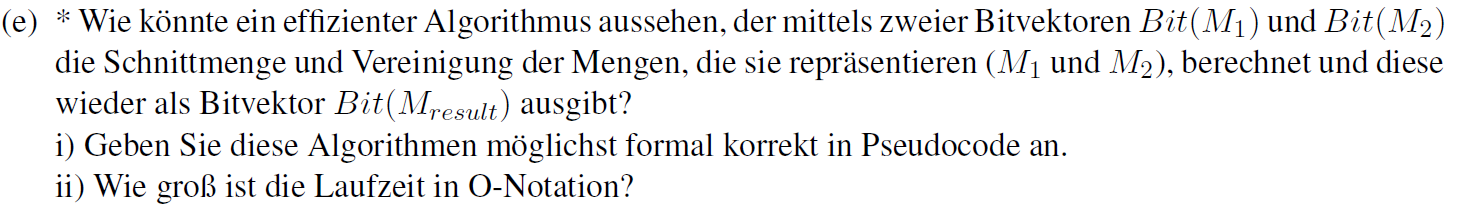 (e) * Wie könnte ein effizienter Algorithmus aussehen, der mittels zweier Bitvektoren Bit(M₁) und Bit(M₂)
die Schnittmenge und Vereinigung der Mengen, die sie repräsentieren (M₁ und M₂), berechnet und diese
wieder als Bitvektor Bit(M_result) ausgibt?
i) Geben Sie diese Algorithmen möglichst formal korrekt in Pseudocode an.
ii) Wie groß ist die Laufzeit in O-Notation?